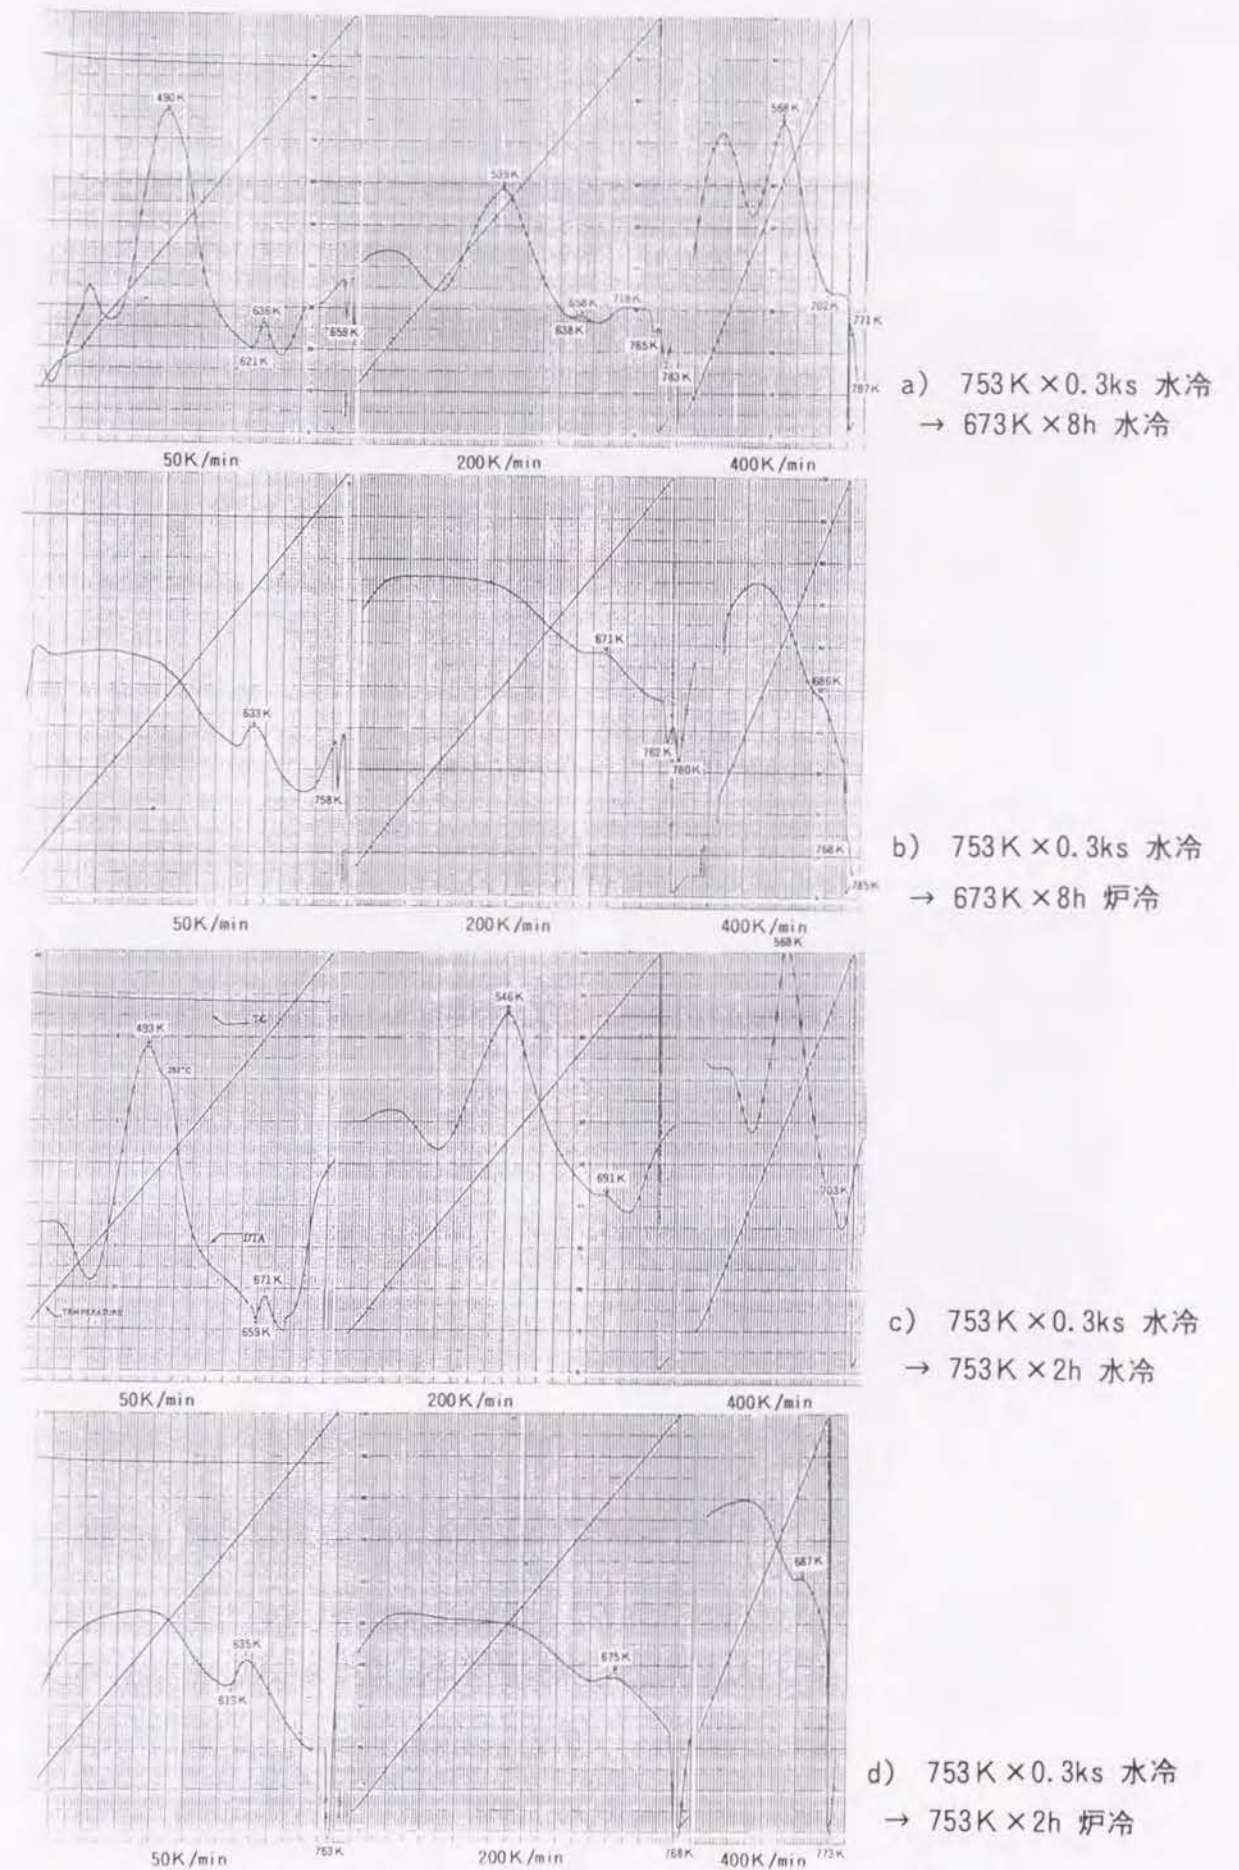 490K
636K
621K
659K
539K
658K
638K
718K
765K
783K
568K
702K
771K
787K
a) 753K×0.3ks 水冷
→ 673K×8h 水冷
50K/min 200K/min 400K/min
633K
758K
671K
762K
780K
686K
768K
785K
b) 753K×0.3ks 水冷
→ 673K×8h 炉冷
50K/min 200K/min 400K/min
568K
493K
TG
DTA
671K
659K
TEMPERATURE
546K
691K
703K
c) 753K×0.3ks 水冷
→ 753K×2h 水冷
50K/min 200K/min 400K/min
635K
613K
763K
675K
768K
687K
773K
d) 753K×0.3ks 水冷
→ 753K×2h 炉冷
50K/min 200K/min 400K/min